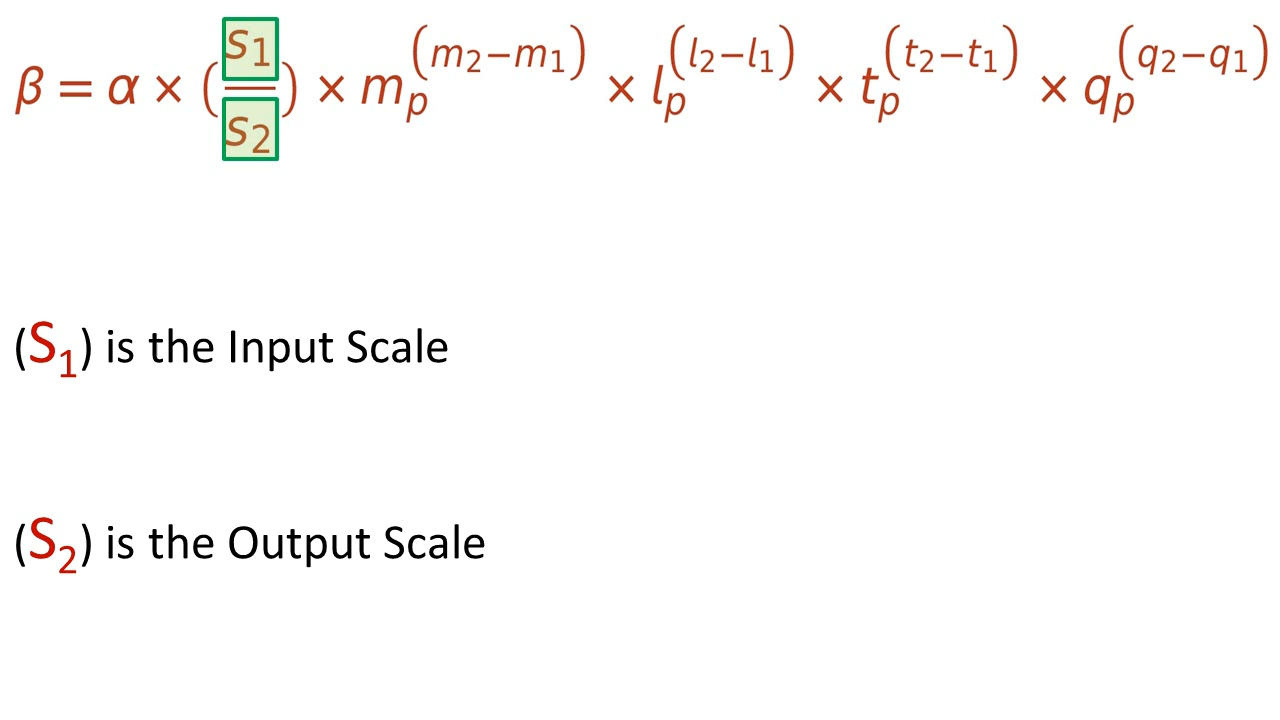 β = α × (s₁/s₂) × mₚ^(m₂−m₁) × lₚ^(l₂−l₁) × tₚ^(t₂−t₁) × qₚ^(q₂−q₁)
(S₁) is the Input Scale
(S₂) is the Output Scale